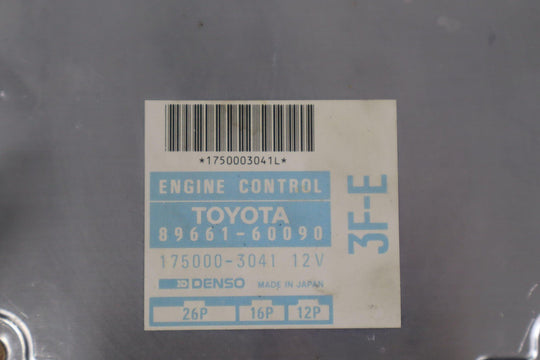 *1750003041L*
ENGINE CONTROL
TOYOTA
89661-60090
175000-3041 12V
DENSO MADE IN JAPAN
26P 16P 12P
3F-E